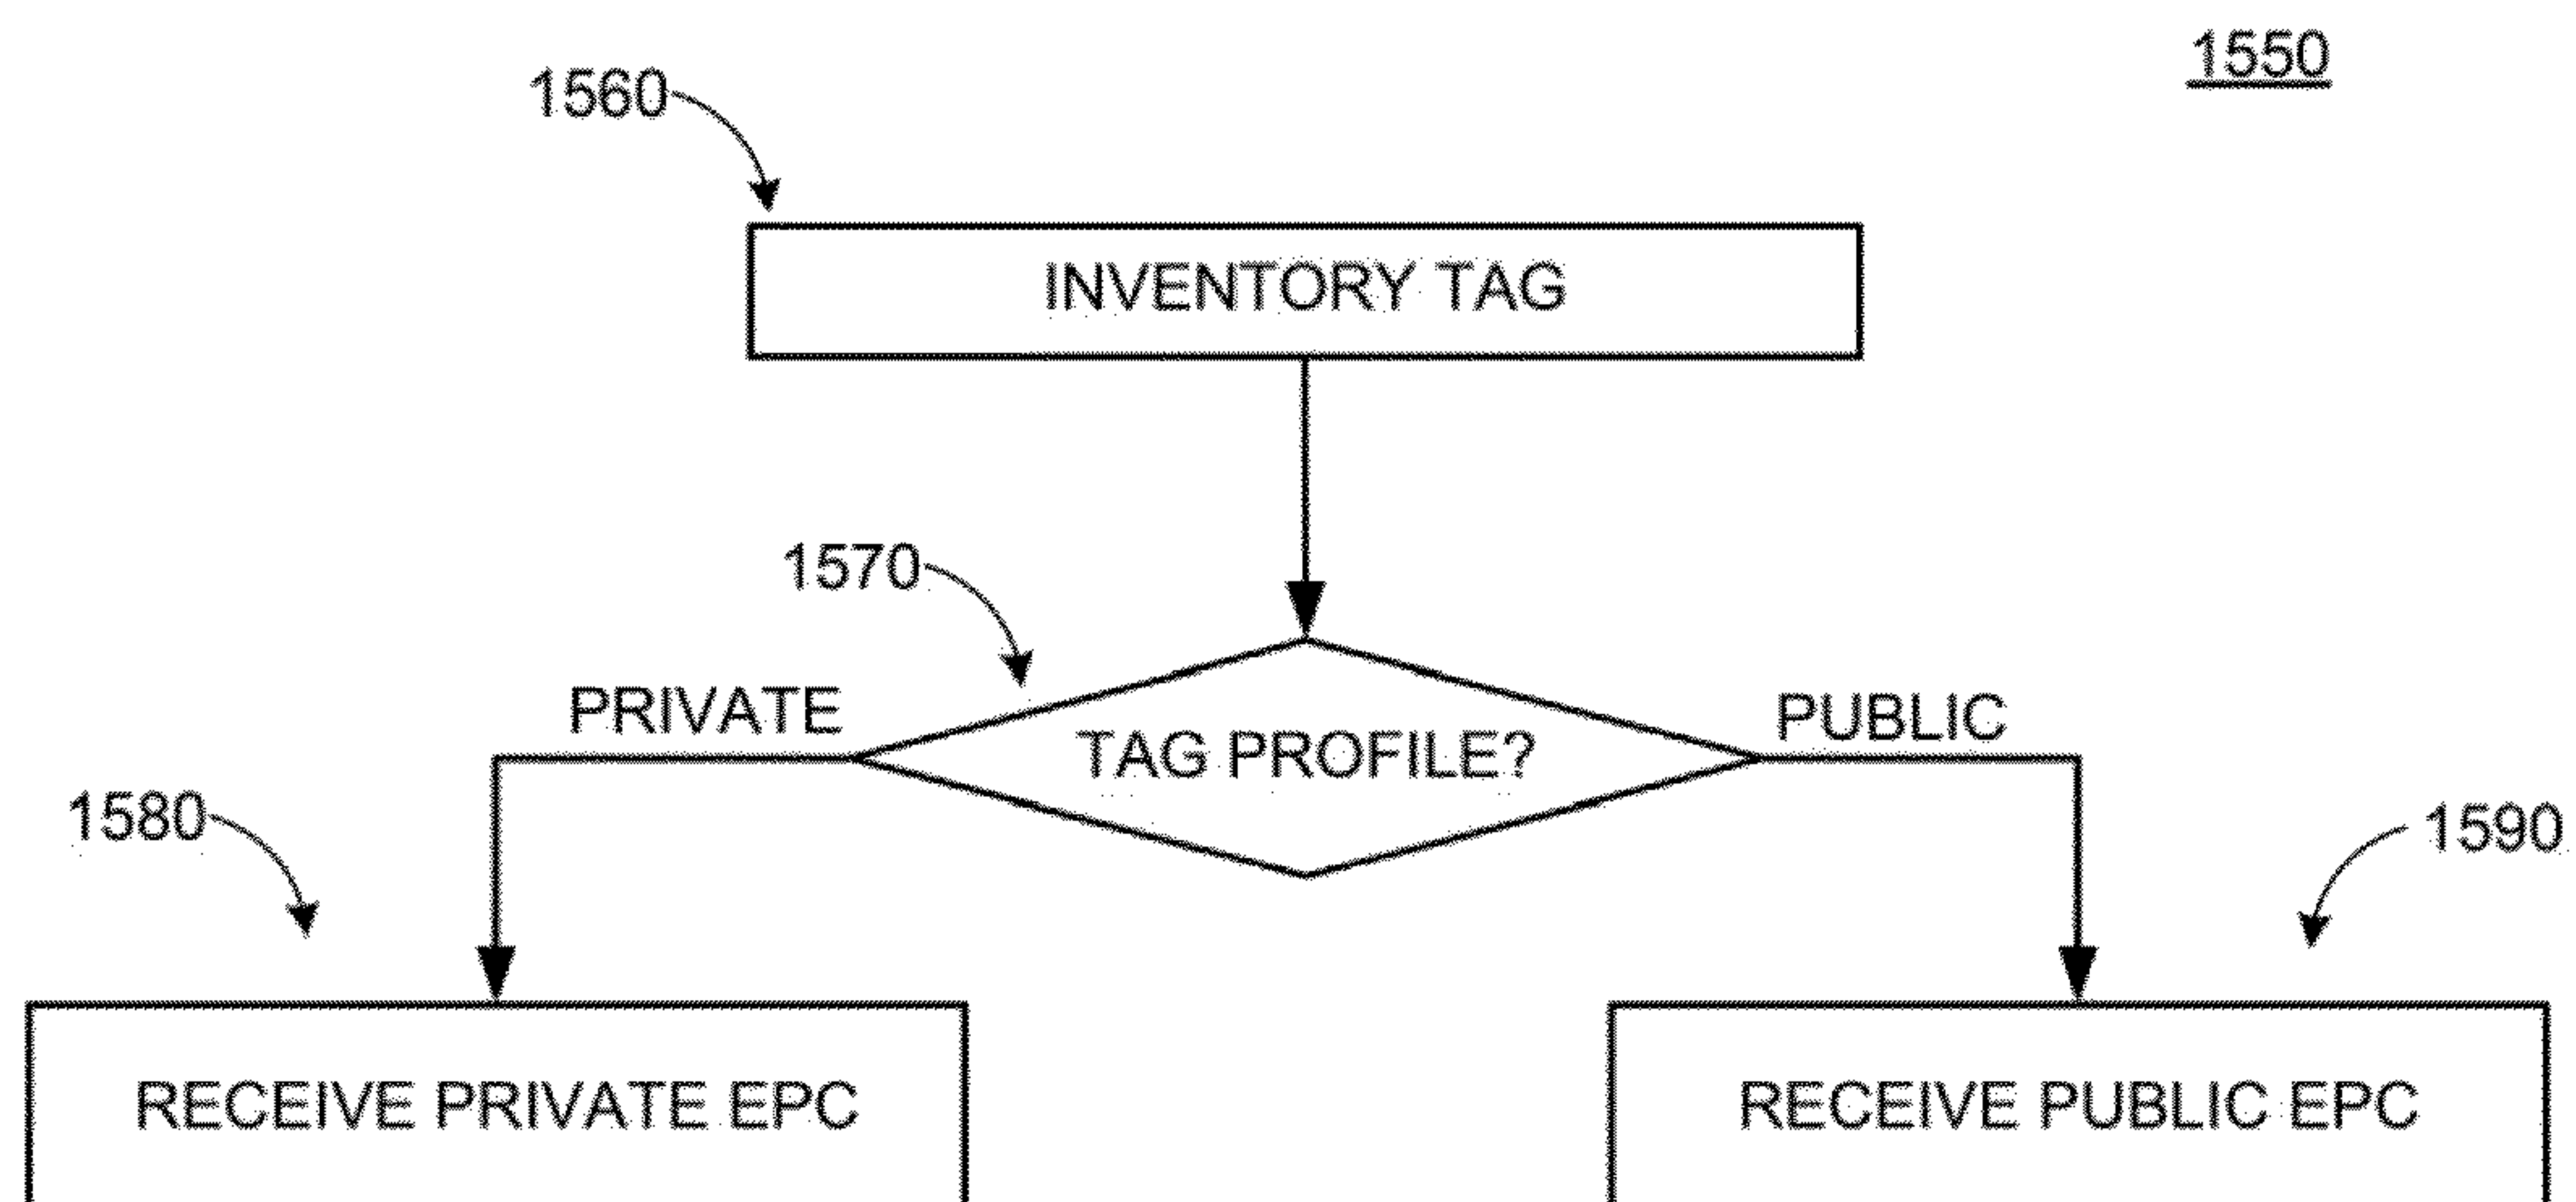 1550
1560
INVENTORY TAG
1570
PRIVATE
PUBLIC
TAG PROFILE?
1580
1590
RECEIVE PRIVATE EPC
RECEIVE PUBLIC EPC